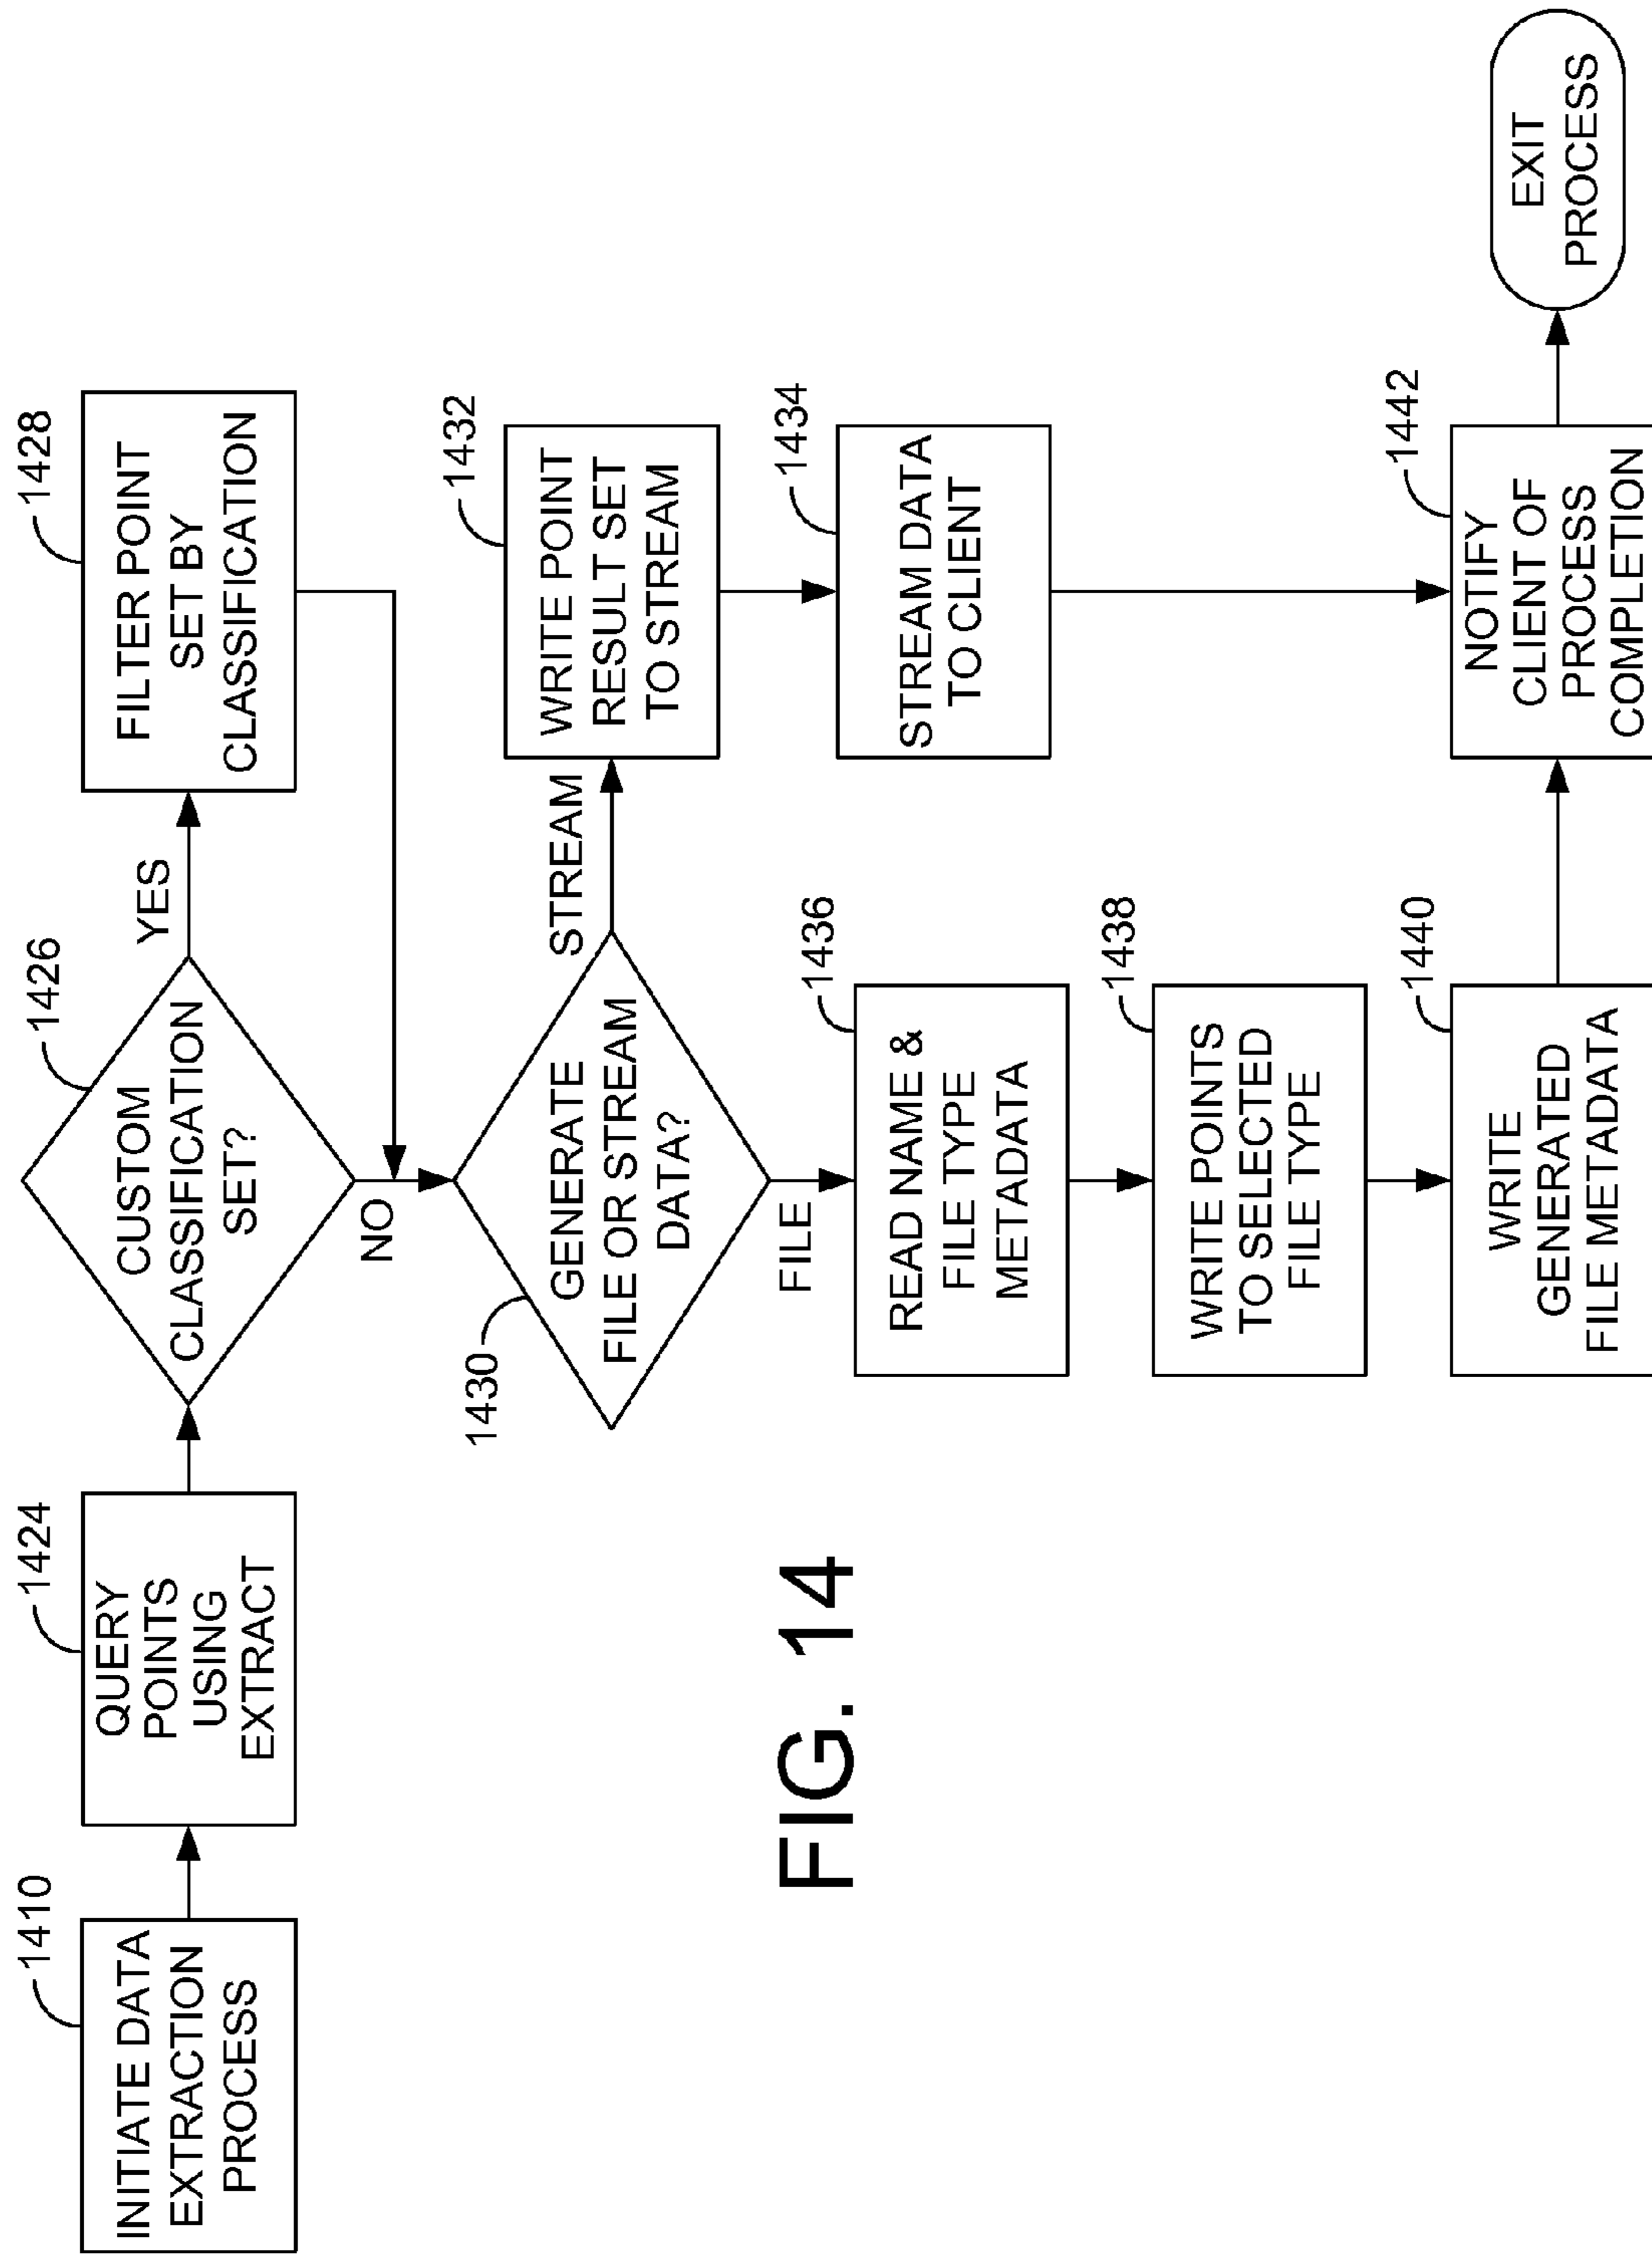 1410
INITIATE DATA
EXTRACTION
PROCESS
1424
QUERY
POINTS
USING
EXTRACT
1426
CUSTOM
CLASSIFICATION
SET?
YES
NO
1428
FILTER POINT
SET BY
CLASSIFICATION
1430
GENERATE
FILE OR STREAM
DATA?
STREAM
FILE
1432
WRITE POINT
RESULT SET
TO STREAM
1434
STREAM DATA
TO CLIENT
1436
READ NAME &
FILE TYPE
METADATA
1438
WRITE POINTS
TO SELECTED
FILE TYPE
1440
WRITE
GENERATED
FILE METADATA
1442
NOTIFY
CLIENT OF
PROCESS
COMPLETION
EXIT
PROCESS
FIG. 14